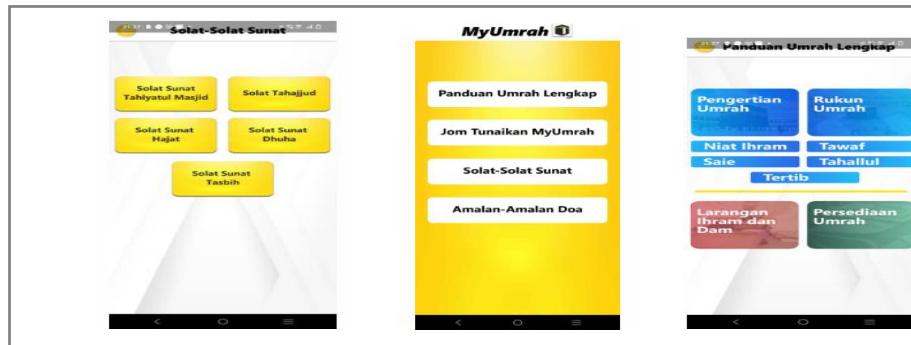 Solat-Solat Sunat
Solat Sunat
Tahiyatul Masjid
Solat Tahajjud
Solat Sunat
Hajat
Solat Sunat
Dhuha
Solat Sunat
Tasbih
MyUmrah
Panduan Umrah Lengkap
Jom Tunaikan MyUmrah
Solat-Solat Sunat
Amalan-Amalan Doa
Panduan Umrah Lengkap
Pengertian
Umrah
Rukun
Umrah
Niat Ihram
Tawaf
Saie
Tahallul
Tertib
Larangan
Ihram dan
Dam
Persediaan
Umrah